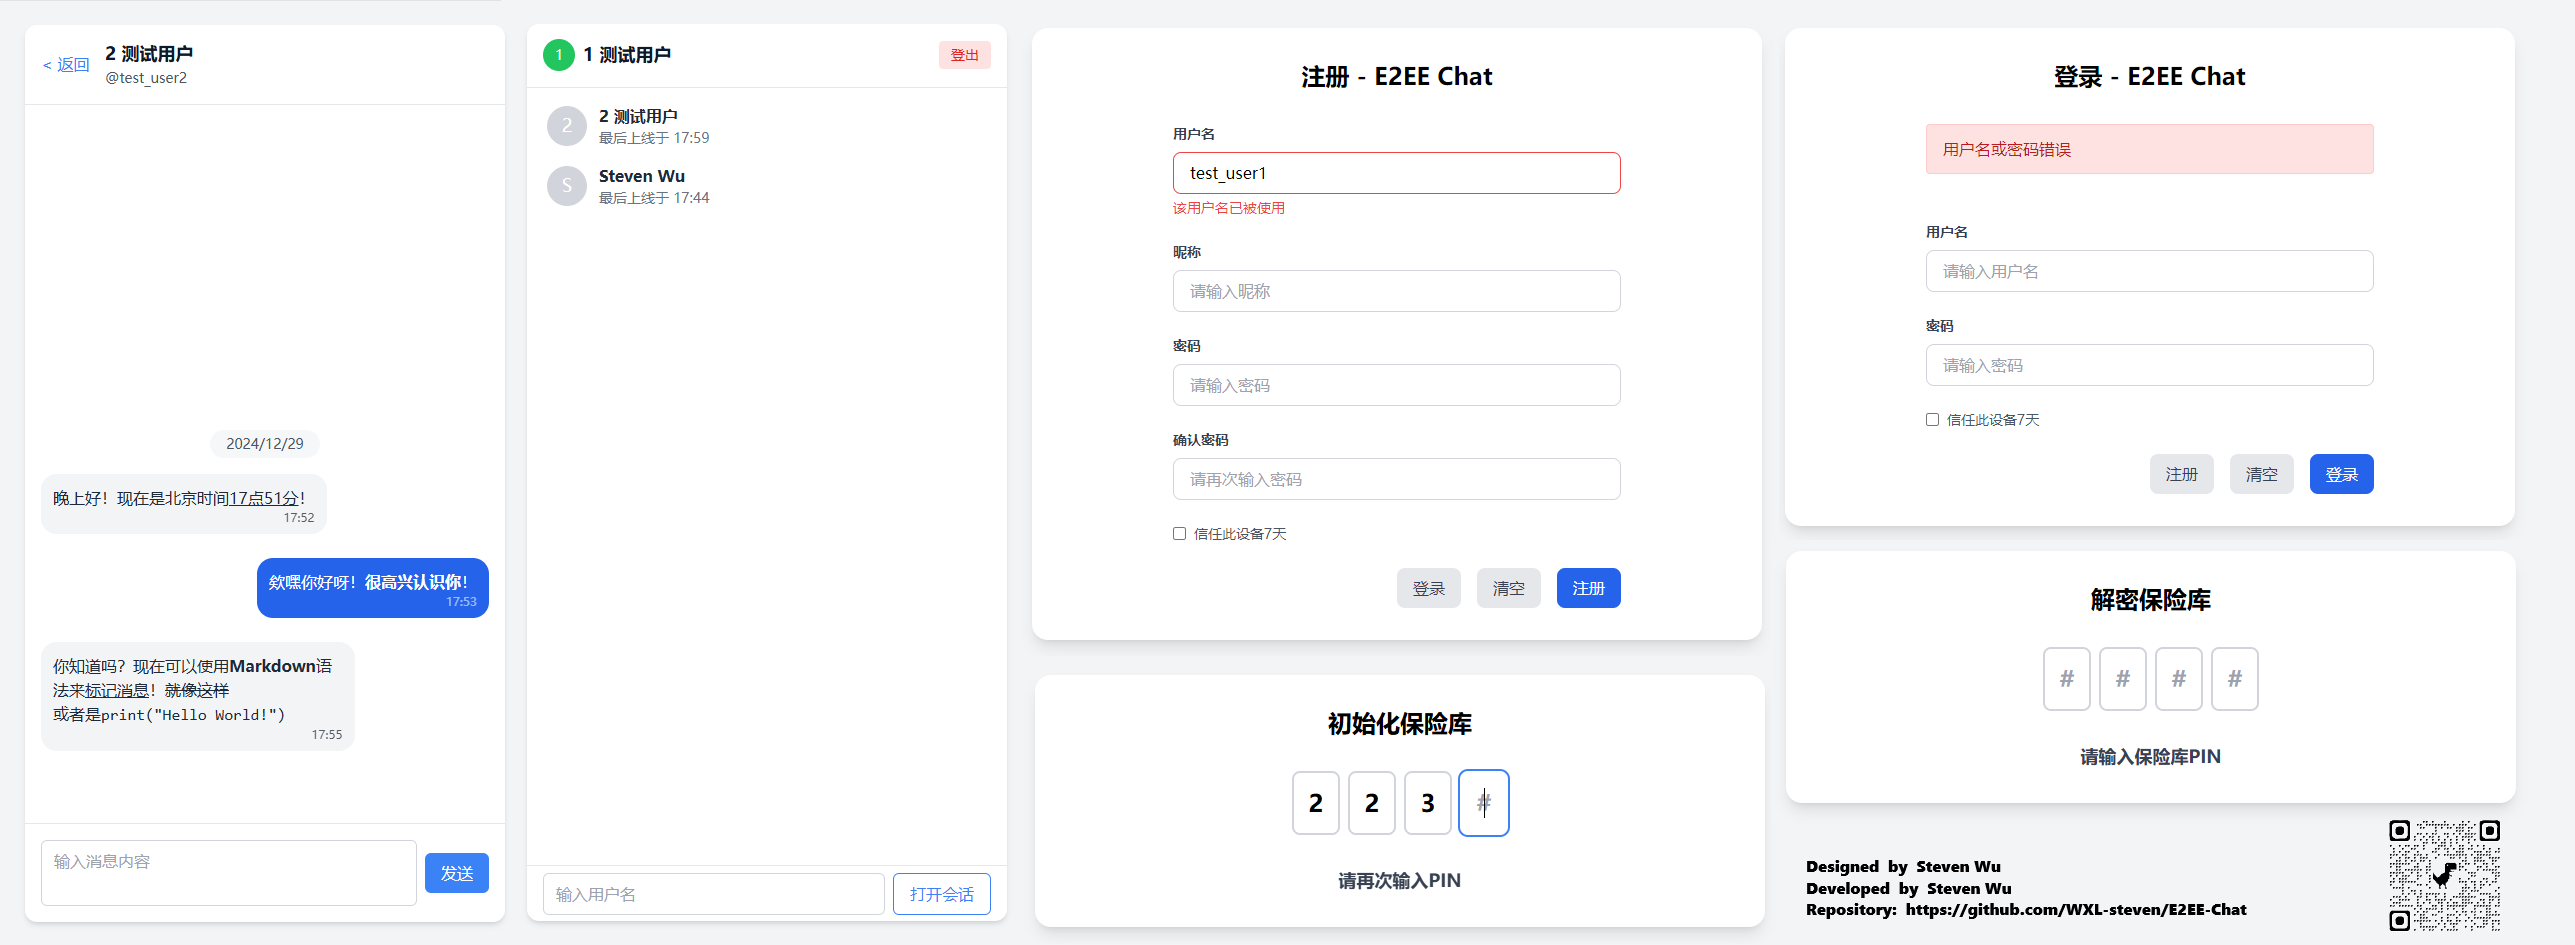 < 返回
2 测试用户
@test_user2
2024/12/29
晚上好！现在是北京时间17点51分！
17:52
欸嘿你好呀！很高兴认识你！
17:53
你知道吗？现在可以使用Markdown语
法来标记消息！就像这样
或者是print("Hello World!")
17:55
输入消息内容
发送
1
1 测试用户
登出
2
2 测试用户
最后上线于 17:59
S
Steven Wu
最后上线于 17:44
输入用户名
打开会话
注册 - E2EE Chat
用户名
test_user1
该用户名已被使用
昵称
请输入昵称
密码
请输入密码
确认密码
请再次输入密码
信任此设备7天
登录
清空
注册
初始化保险库
2 2 3 #
请再次输入PIN
登录 - E2EE Chat
用户名或密码错误
用户名
请输入用户名
密码
请输入密码
信任此设备7天
注册
清空
登录
解密保险库
# # # #
请输入保险库PIN
Designed by Steven Wu
Developed by Steven Wu
Repository: https://github.com/WXL-steven/E2EE-Chat